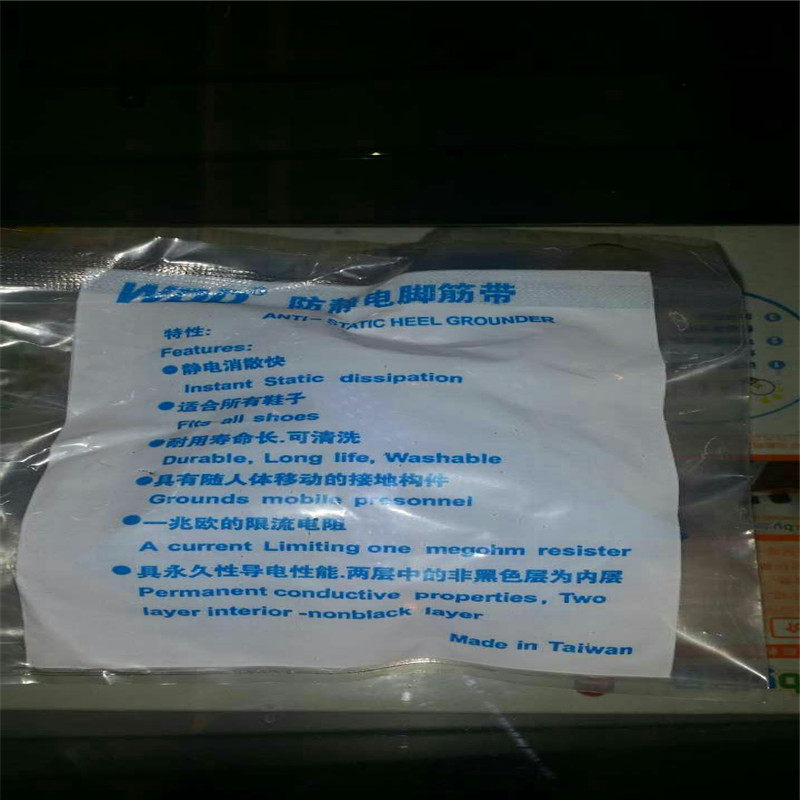 防静电脚筋带
ANTI-STATIC HEEL GROUNDER
特性:
Features:
●静电消散快
Instant Static dissipation
●适合所有鞋子
Fits all shoes
●耐用寿命长.可清洗
Durable, Long life, Washable
●具有随人体移动的接地构件
Grounds mobile presonnel
●一兆欧的限流电阻
A current Limiting one megohm resister
●具永久性导电性能.两层中的非黑色层为内层
Permanent conductive properties, Two
layer interior -nonblack layer
Made in Taiwan